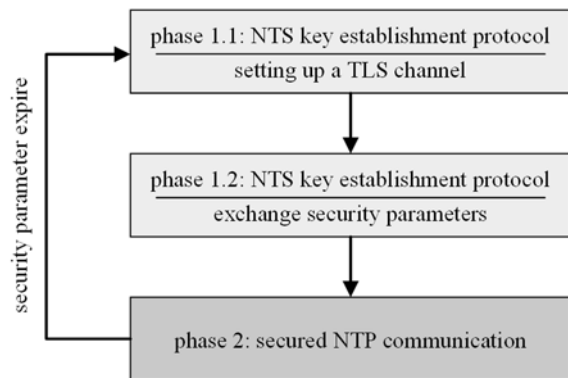 phase 1.1: NTS key establishment protocol
setting up a TLS channel
phase 1.2: NTS key establishment protocol
exchange security parameters
phase 2: secured NTP communication
security parameter expire